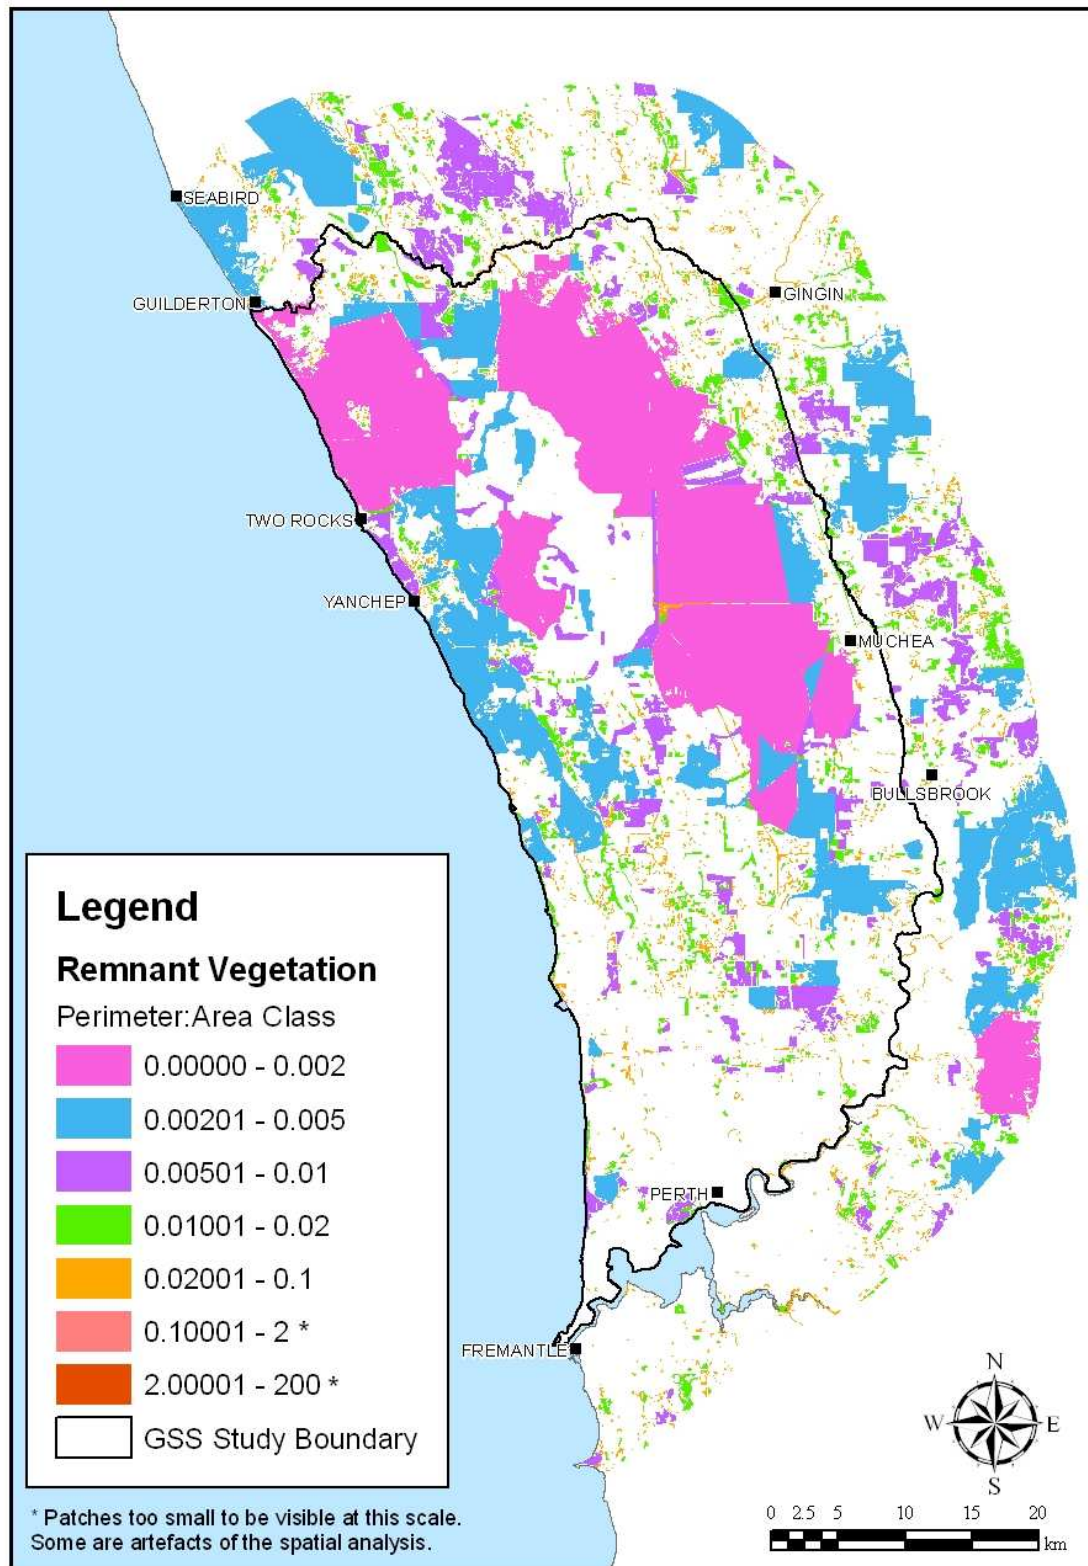 SEABIRD
GUILDERTON
GINGIN
TWO ROCKS
YANCHEP
MUCHEA
BULLSBROOK
PERTH
FREMANTLE
Legend
Remnant Vegetation
Perimeter:Area Class
0.00000 - 0.002
0.00201 - 0.005
0.00501 - 0.01
0.01001 - 0.02
0.02001 - 0.1
0.10001 - 2 *
2.00001 - 200 *
GSS Study Boundary
* Patches too small to be visible at this scale.
Some are artefacts of the spatial analysis.
N
W E
S
0 2.5 5 10 15 20
km